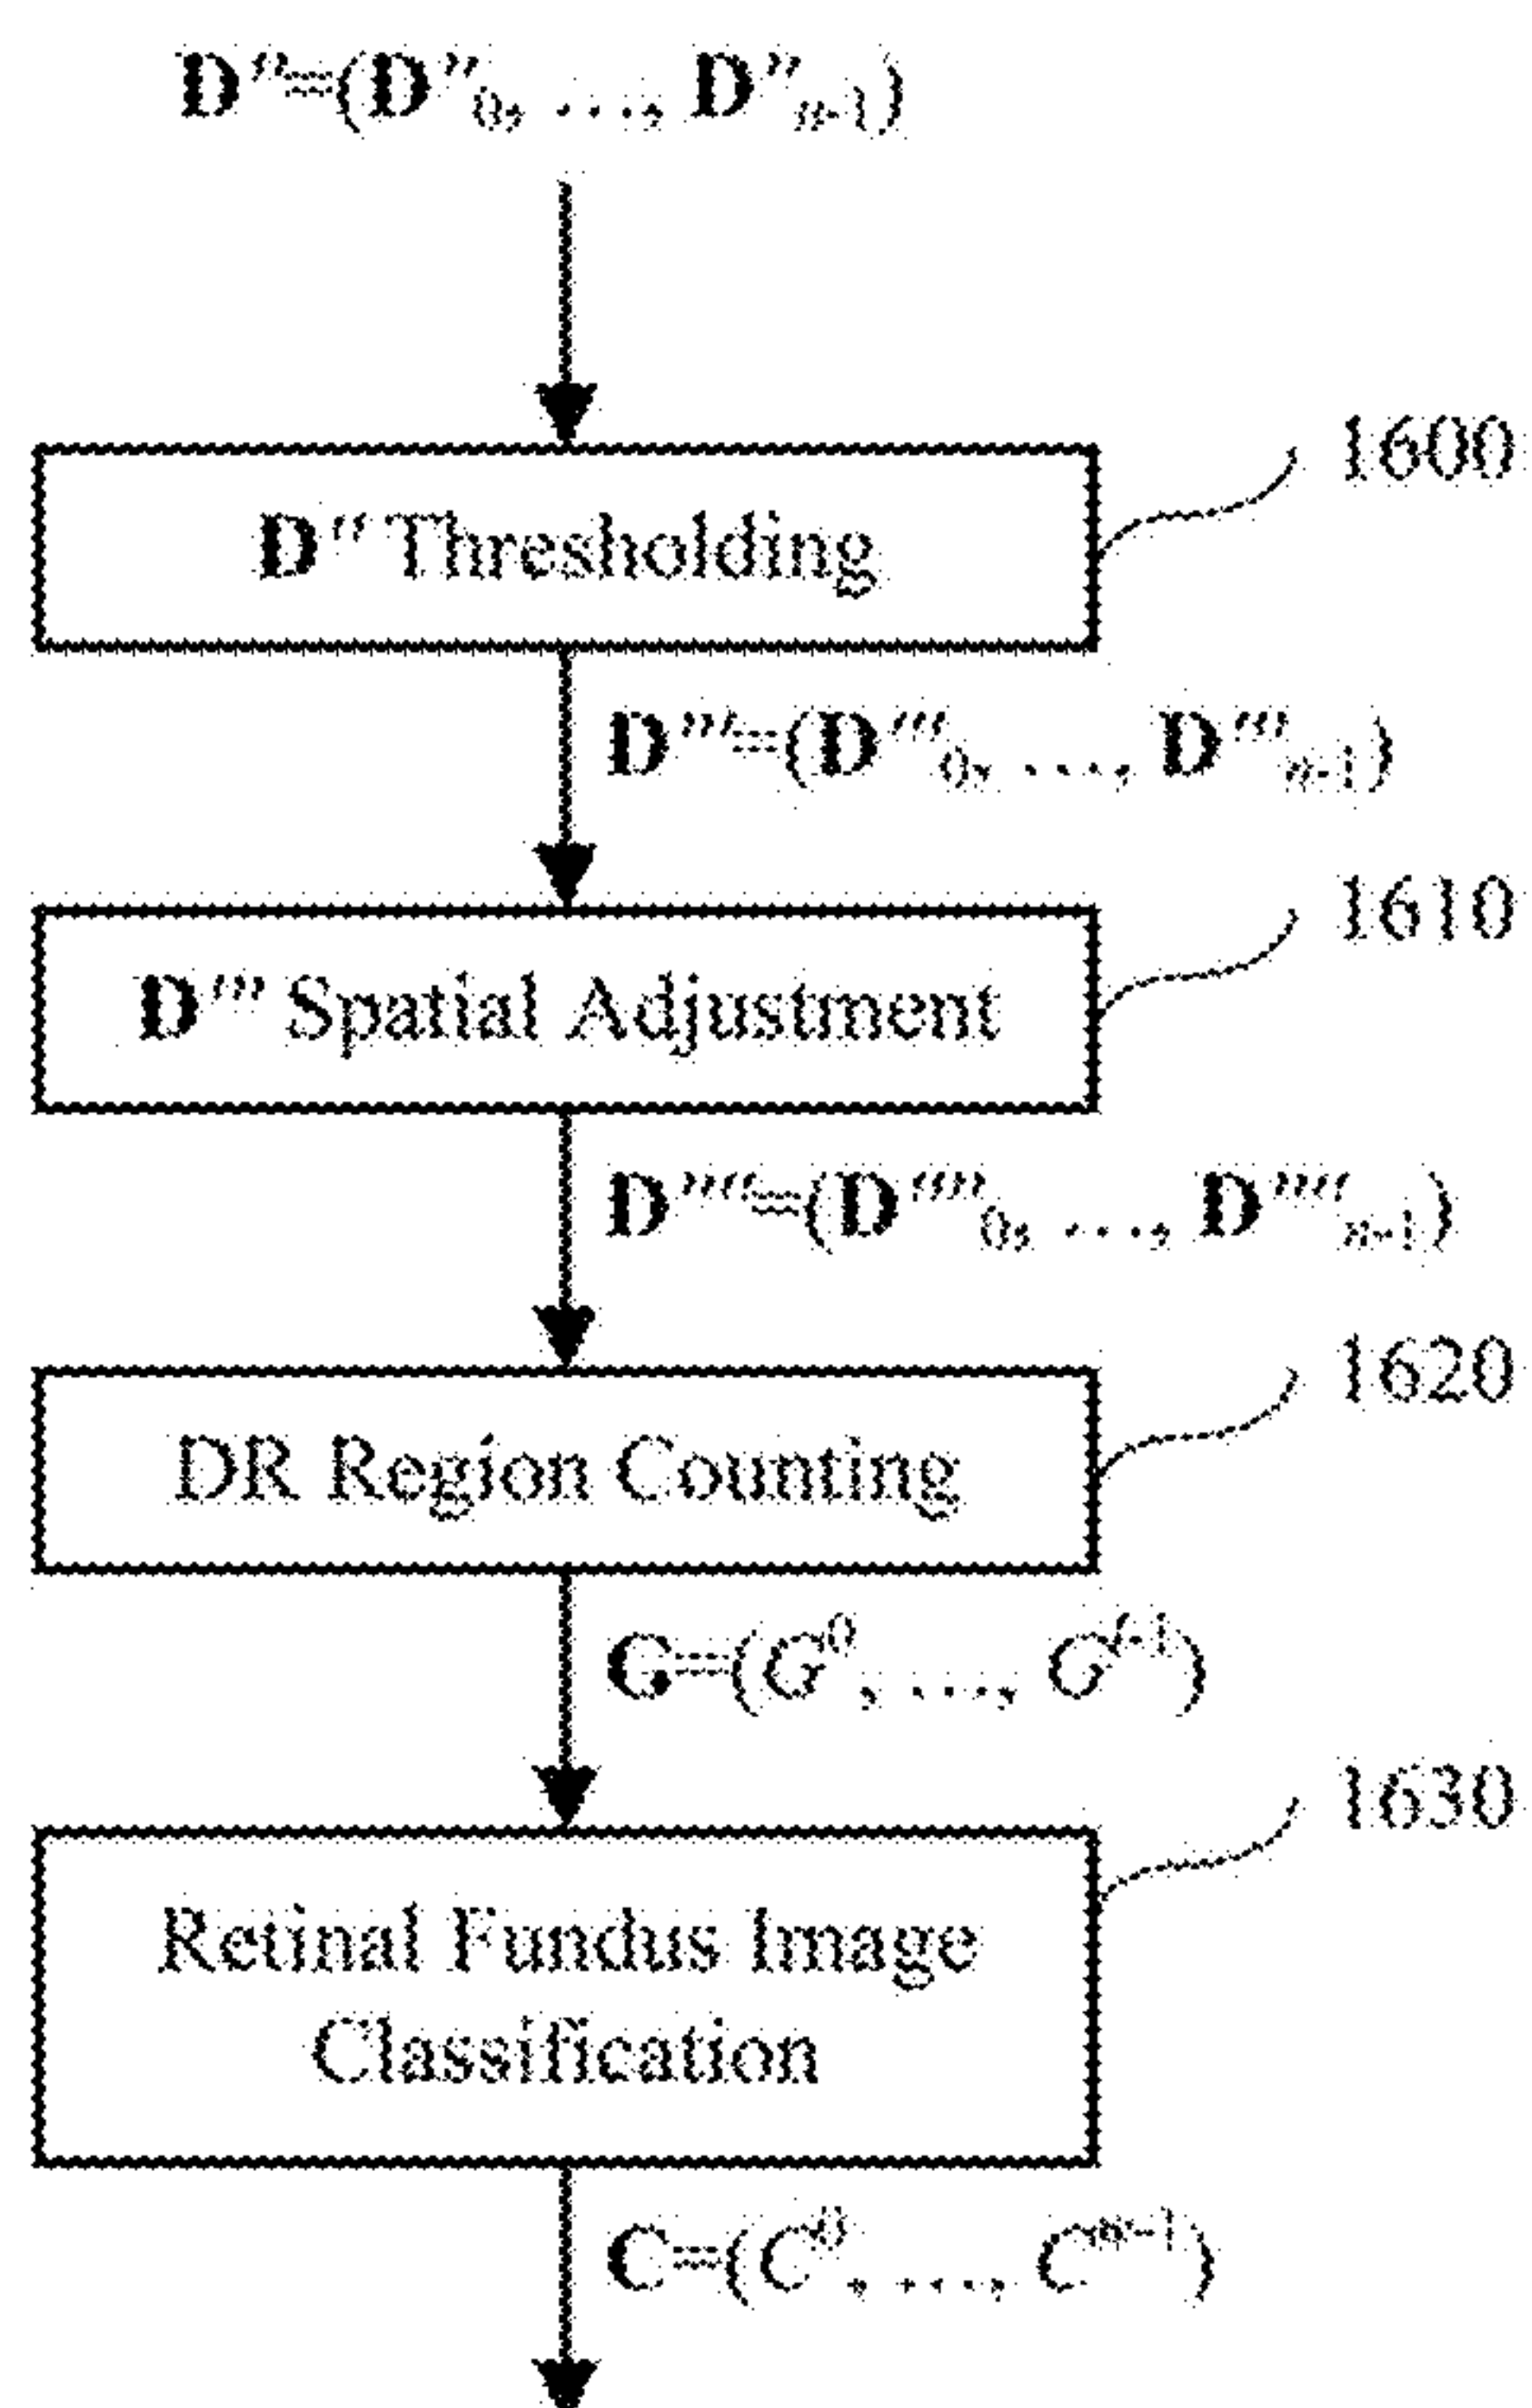 D″=(D″₀, ..., D″ₙ₋₁)
1600
D″ Thresholding
D‴=(D‴₀, ..., D‴ₙ₋₁)
1610
D‴ Spatial Adjustment
D⁗=(D⁗₀, ..., D⁗ₙ₋₁)
1620
DR Region Counting
G=(G⁰, ..., Gˡ⁻¹)
1630
Retinal Fundus Image
Classification
C=(C⁰, ..., Cᵐ⁻¹)